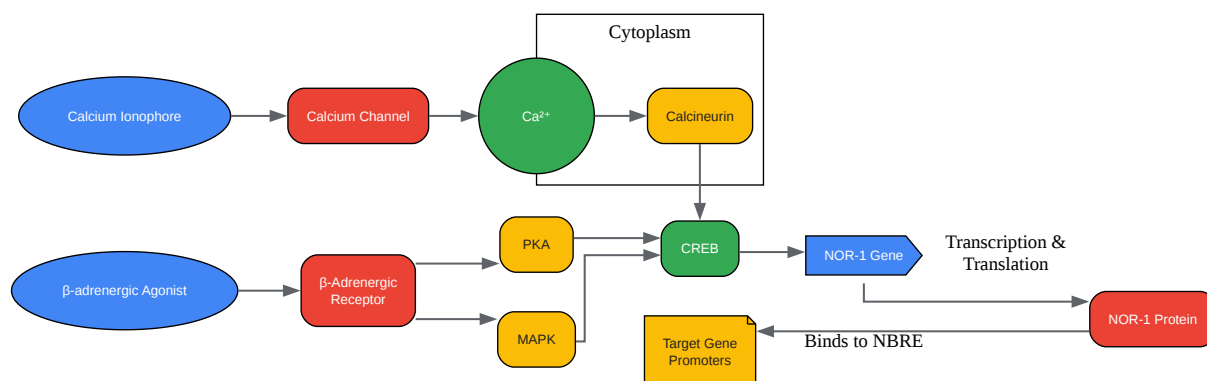 Cytoplasm
Calcium Ionophore
Calcium Channel
Ca²⁺
Calcineurin
PKA
CREB
NOR-1 Gene
Transcription &
Translation
β-adrenergic Agonist
β-Adrenergic
Receptor
MAPK
Target Gene
Promoters
Binds to NBRE
NOR-1 Protein